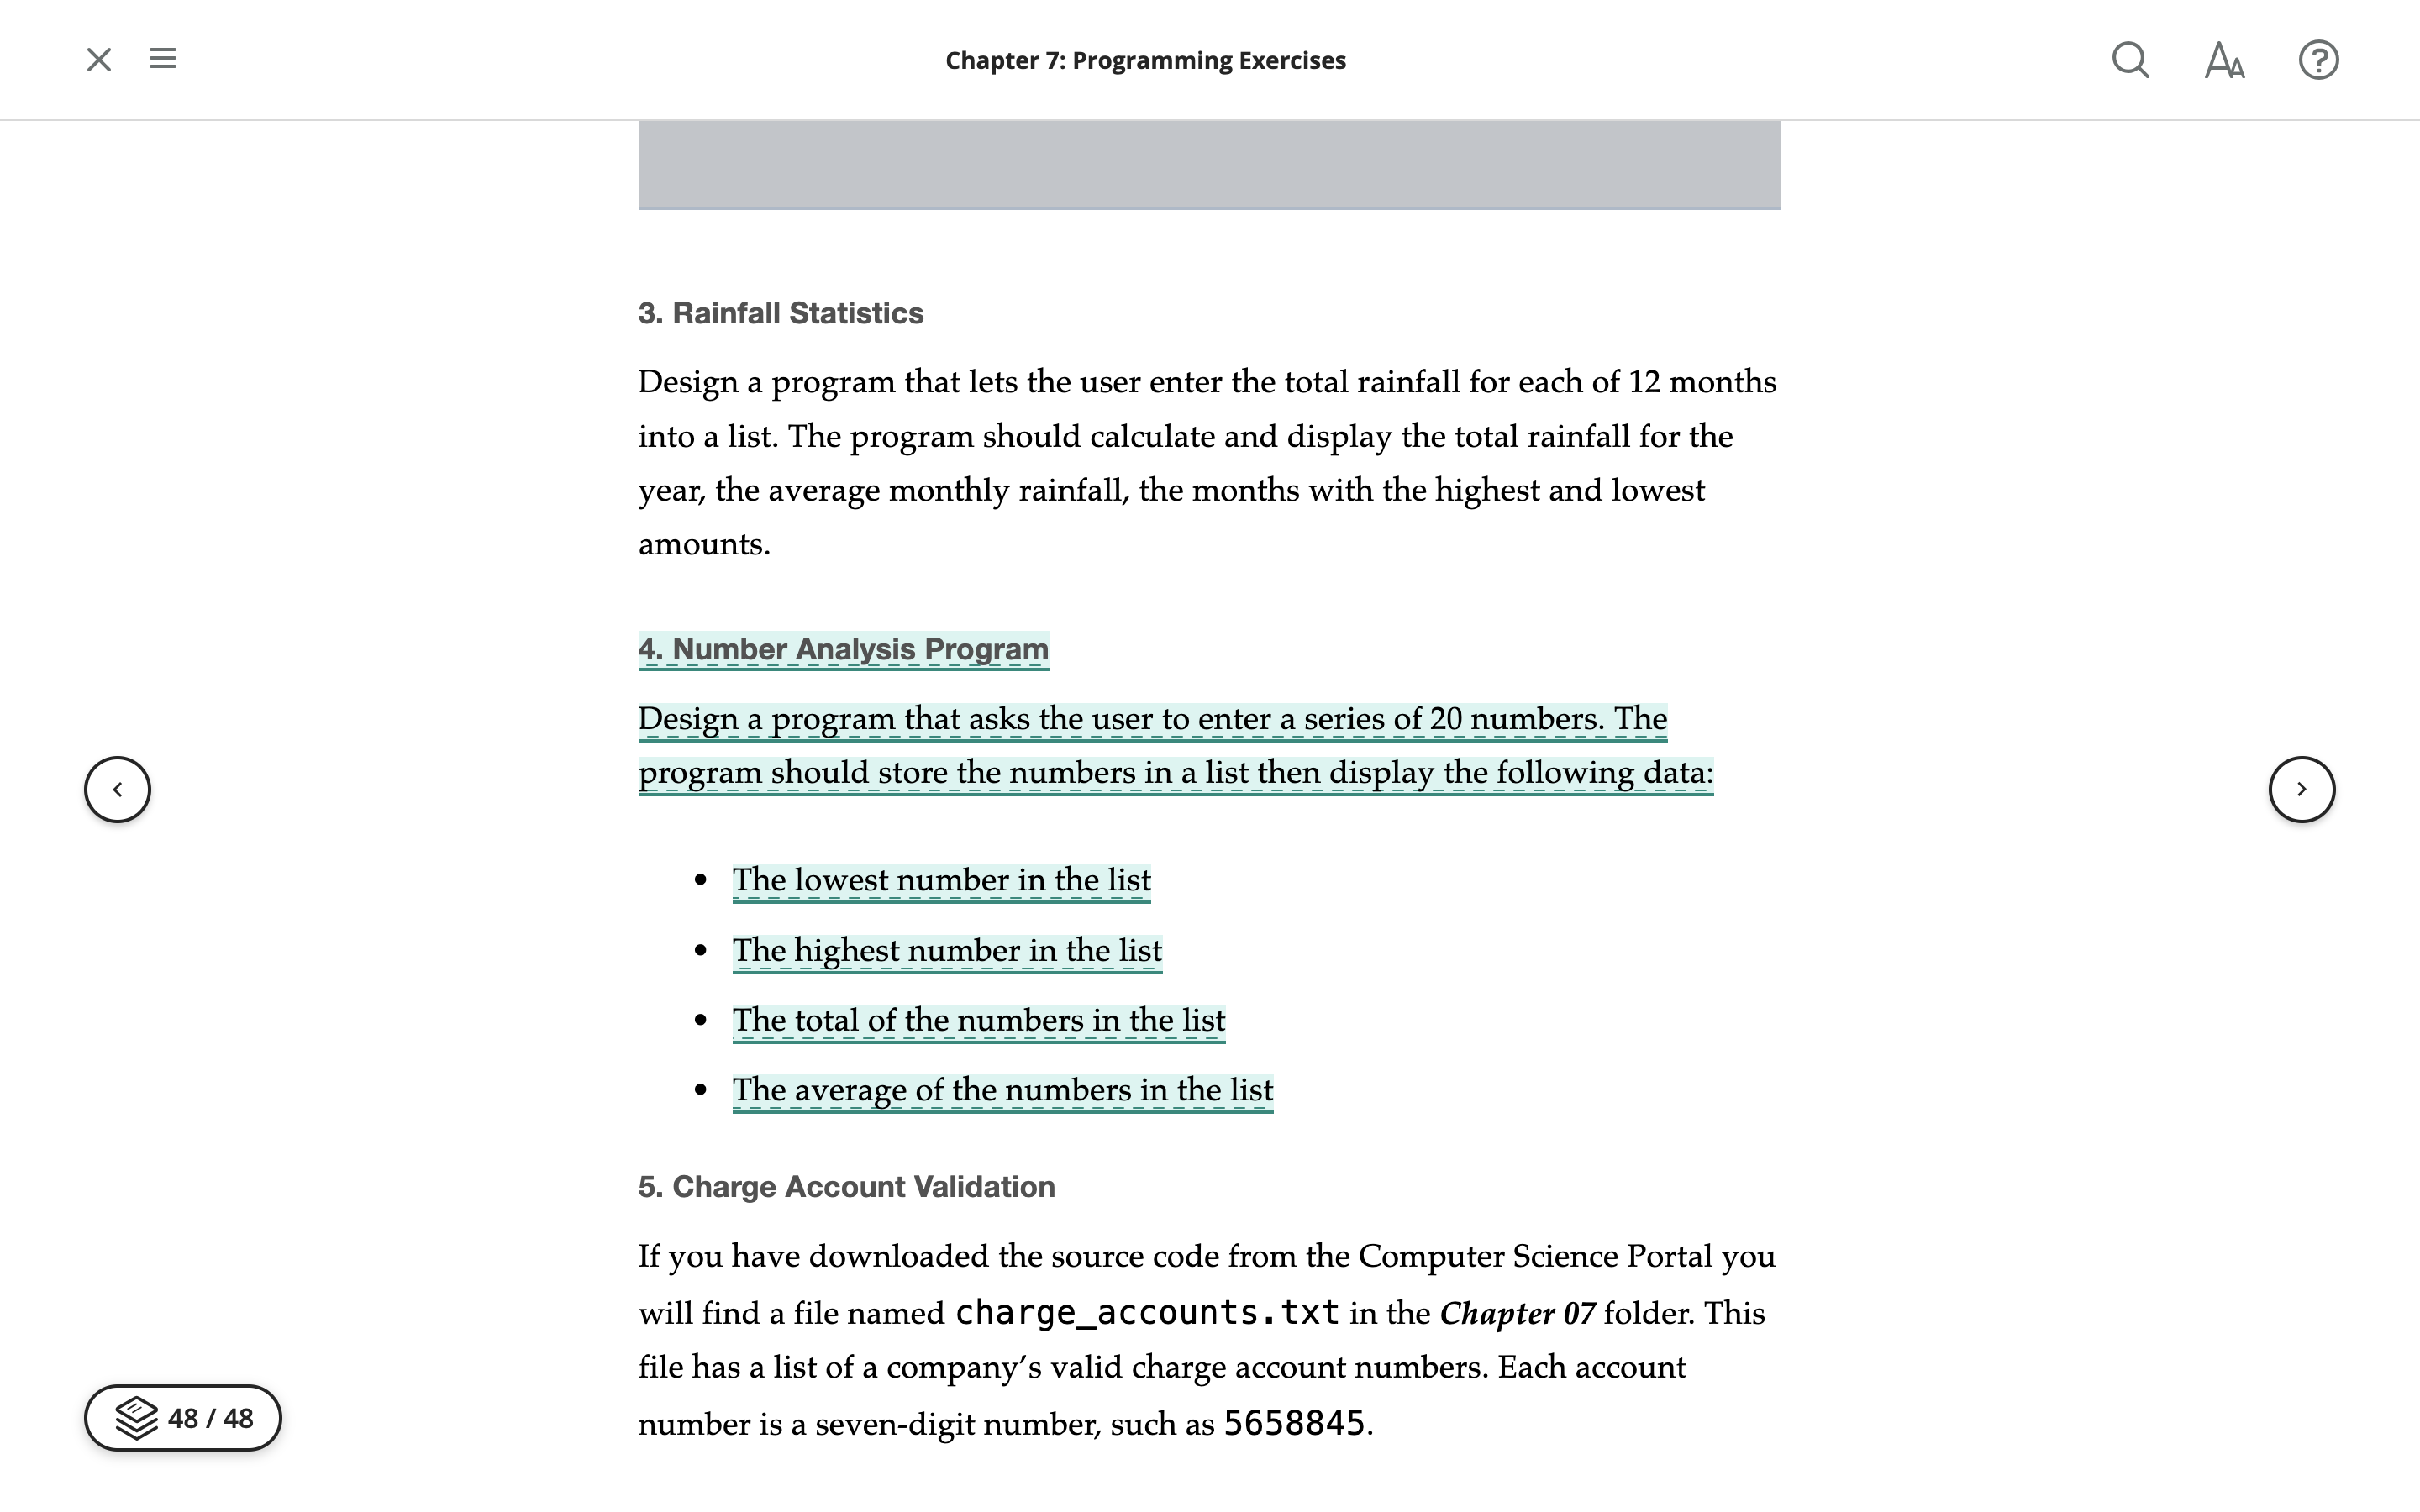 Chapter 7: Programming Exercises
3. Rainfall Statistics
Design a program that lets the user enter the total rainfall for each of 12 months
into a list. The program should calculate and display the total rainfall for the
year, the average monthly rainfall, the months with the highest and lowest
amounts.
4. Number Analysis Program
Design a program that asks the user to enter a series of 20 numbers. The
program should store the numbers in a list then display the following data:
• The lowest number in the list
• The highest number in the list
• The total of the numbers in the list
• The average of the numbers in the list
5. Charge Account Validation
If you have downloaded the source code from the Computer Science Portal you
will find a file named charge_accounts.txt in the Chapter 07 folder. This
file has a list of a company’s valid charge account numbers. Each account
number is a seven-digit number, such as 5658845.
48 / 48